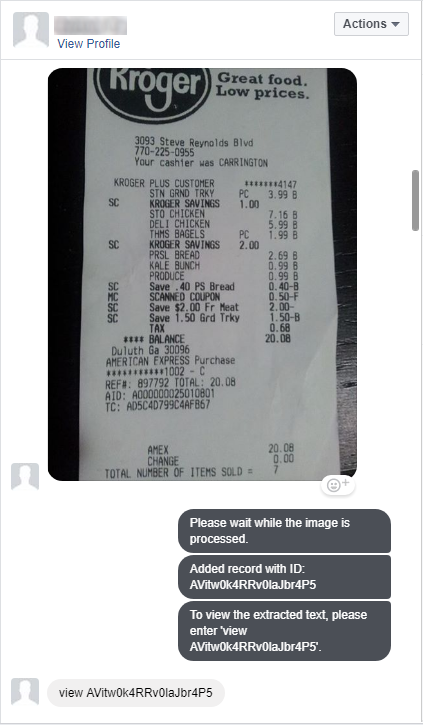 Actions
View Profile
Kroger
Great food.
Low prices.
3093 Steve Reynolds Blvd
770-225-0955
Your cashier was CARRINGTON
KROGER PLUS CUSTOMER *******4147
STN GRND TRKY PC 3.99 B
SC KROGER SAVINGS 1.00
STO CHICKEN 7.16 B
DELI CHICKEN 5.99 B
THMS BAGELS PC 1.99 B
SC KROGER SAVINGS 2.00
PRSL BREAD 2.69 B
KALE BUNCH 0.99 B
PRODUCE 0.99 B
SC Save .40 PS Bread 0.40-B
MC SCANNED COUPON 0.50-F
SC Save $2.00 Fr Meat 2.00-
SC Save 1.50 Grd Trky 1.50-B
TAX 0.68
**** BALANCE 20.08
Duluth Ga 30096
AMERICAN EXPRESS Purchase
***********1002 - C
REF#: 897792 TOTAL: 20.08
AID: A000000025010801
TC: AD5C4D799C4AFB67
AMEX 20.08
CHANGE 0.00
TOTAL NUMBER OF ITEMS SOLD = 7
Please wait while the image is
processed.
Added record with ID:
AVitw0k4RRv0laJbr4P5
To view the extracted text, please
enter 'view
AVitw0k4RRv0laJbr4P5'.
view AVitw0k4RRv0laJbr4P5